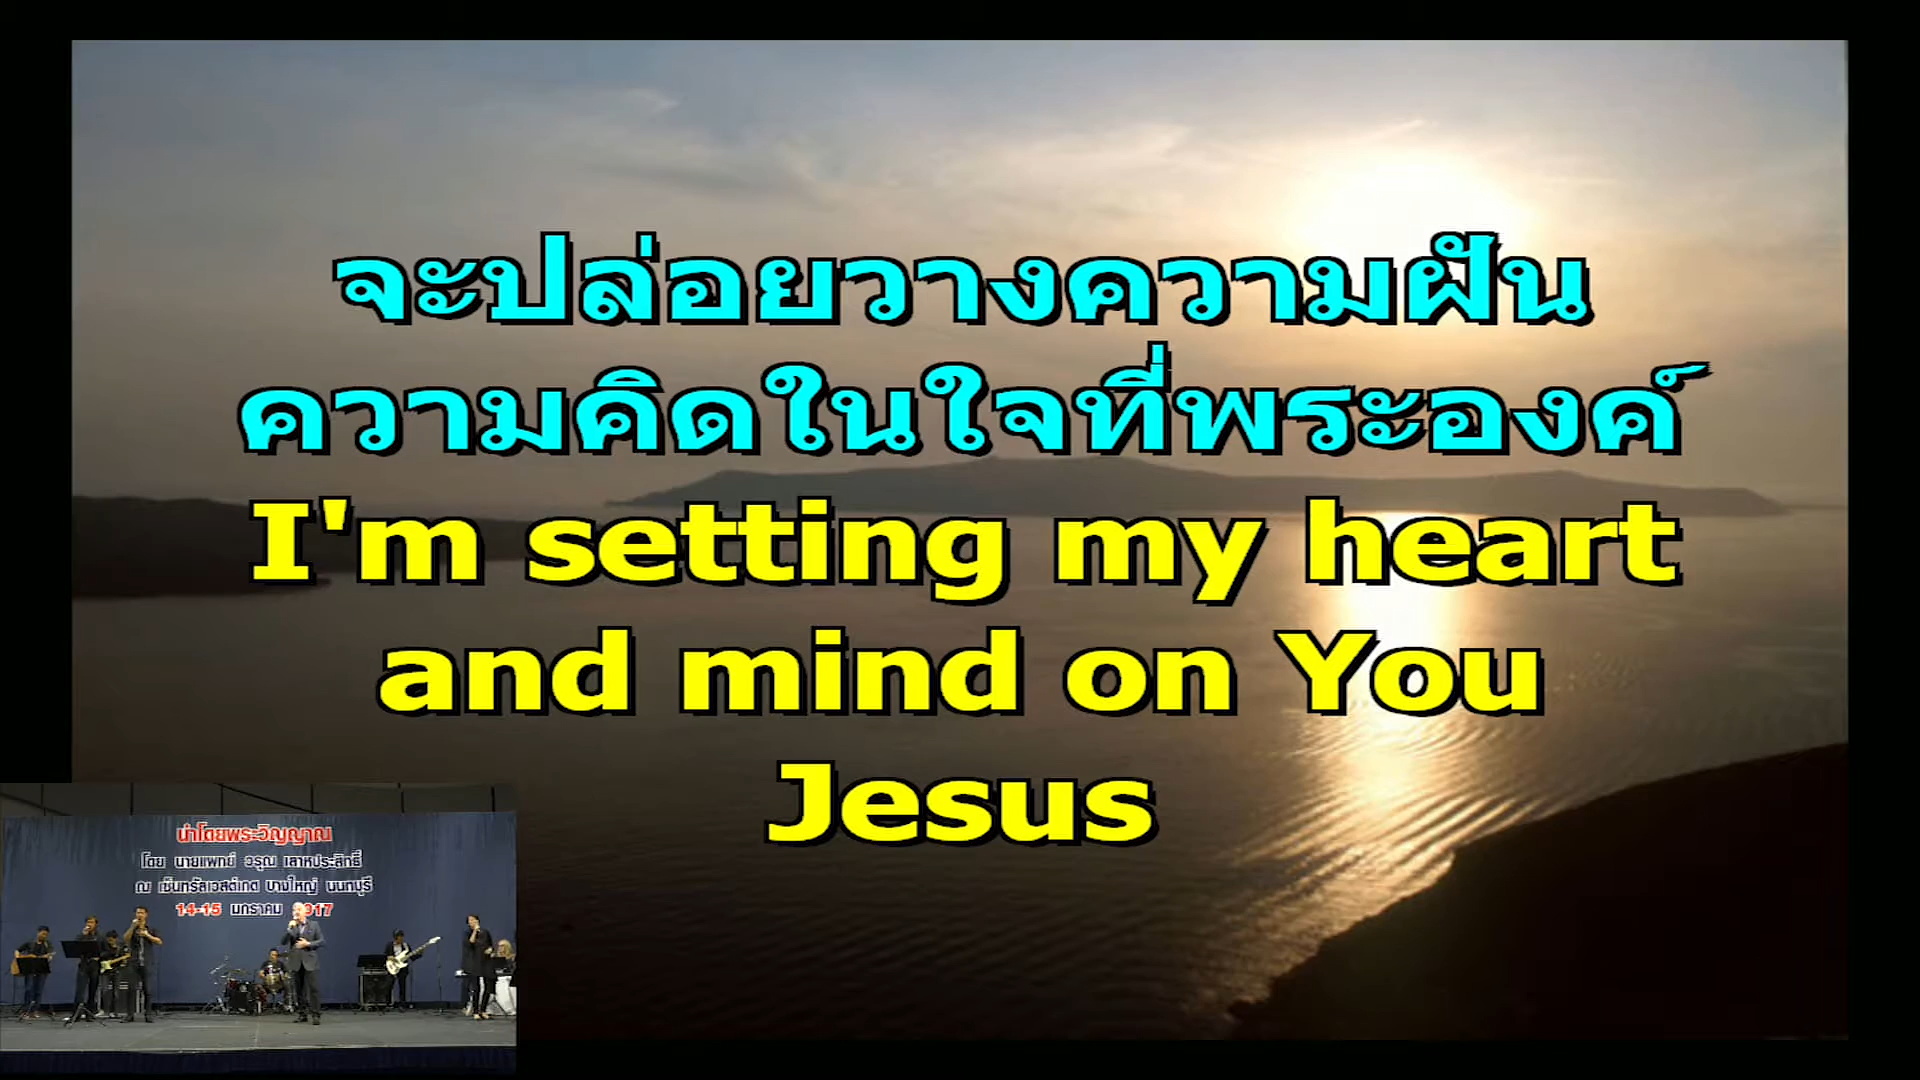 จะปล่อยวางความฝัน
ความคิดในใจที่พระองค์
I'm setting my heart
and mind on You
Jesus
นำโดยพระวิญญาณ
โดย นายแพทย์ วรุณ เลาหประสิทธิ์
ณ เซ็นทรัลเวสต์เกต บางใหญ่ นนทบุรี
14-15 มกราคม